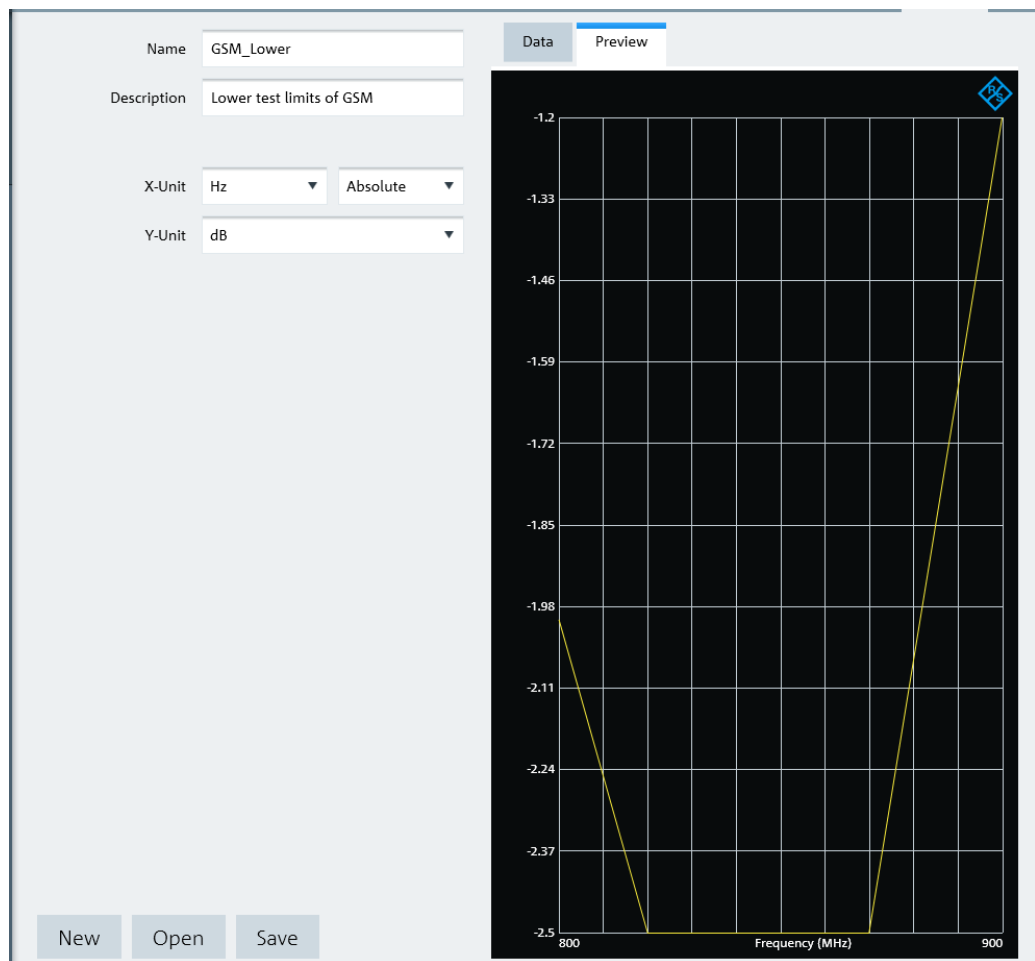 Name GSM_Lower
Description Lower test limits of GSM
X-Unit Hz Absolute
Y-Unit dB
New Open Save
Data Preview
R S
-1.2
-1.33
-1.46
-1.59
-1.72
-1.85
-1.98
-2.11
-2.24
-2.37
-2.5
800 Frequency (MHz) 900